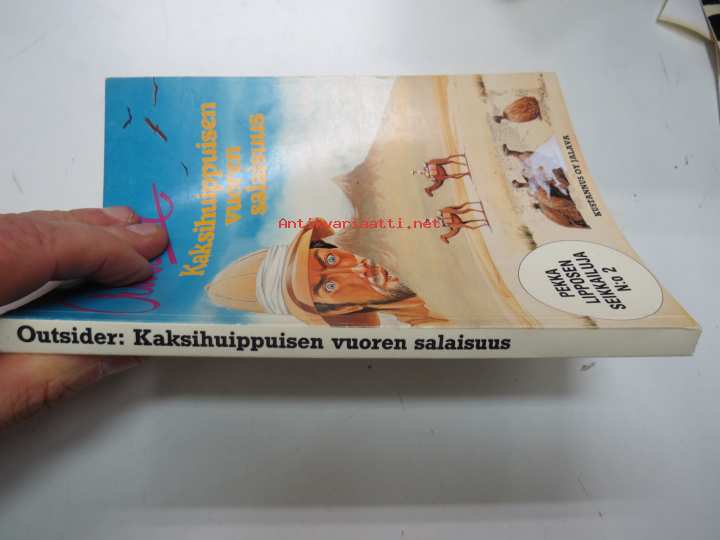 Kaksihuippuisen
vuoren
salaisuus
PEKKA
LIPPOSEN
SEIKKAILUJA
N:o 2
KUSTANNUS OY JALAVA
Outsider: Kaksihuippuisen vuoren salaisuus
Antikvariaatti.net